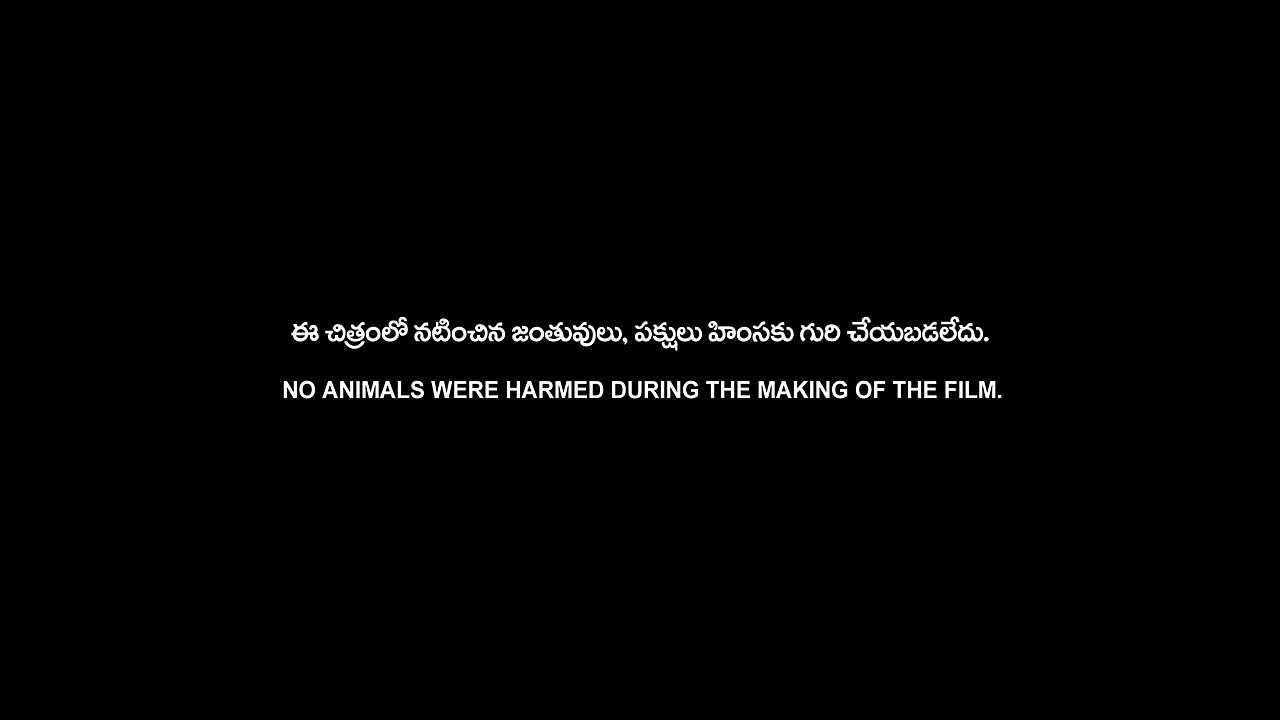 ఈ చిత్రంలో నటించిన జంతువులు, పక్షులు హింసకు గురి చేయబడలేదు.
NO ANIMALS WERE HARMED DURING THE MAKING OF THE FILM.